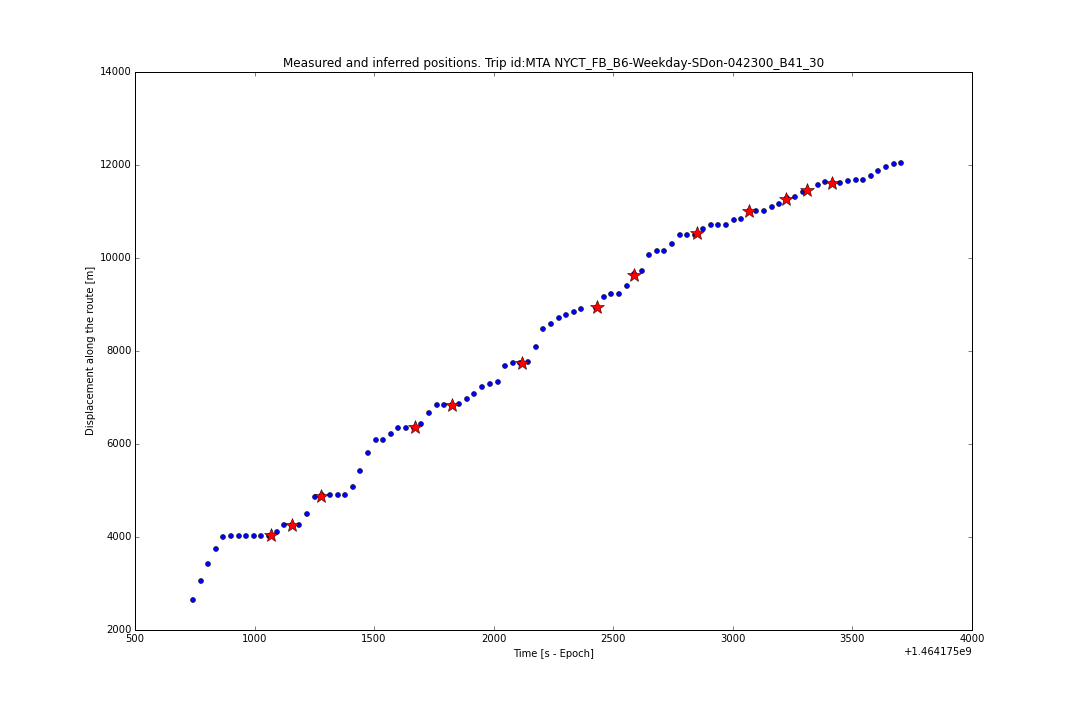 Measured and inferred positions. Trip id:MTA NYCT_FB_B6-Weekday-SDon-042300_B41_30
14000
12000
10000
8000
6000
4000
2000
Displacement along the route [m]
500 1000 1500 2000 2500 3000 3500 4000
Time [s - Epoch]
+1.464175e9